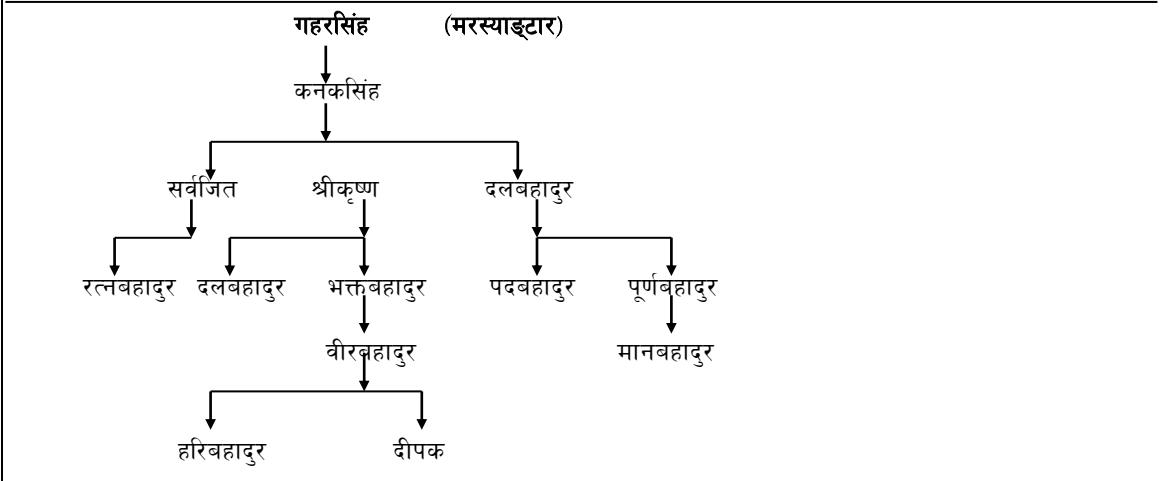 गहरसिंह (मरस्याङ्टार)
कनकसिंह
सर्वजित श्रीकृष्ण दलबहादुर
रत्नबहादुर दलबहादुर भक्तबहादुर पदबहादुर पूर्णबहादुर
वीरबहादुर मानबहादुर
हरिबहादुर दीपक